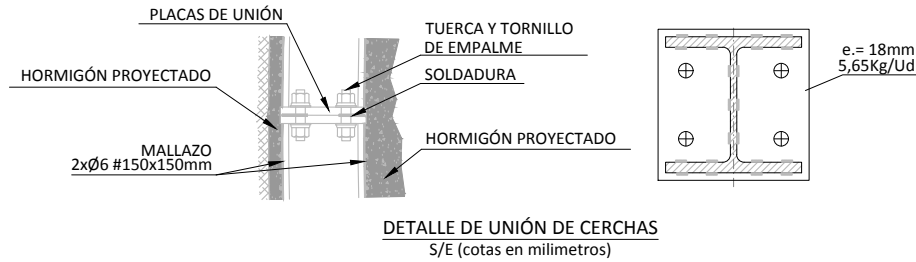 PLACAS DE UNIÓN
TUERCA Y TORNILLO
DE EMPALME
HORMIGÓN PROYECTADO
SOLDADURA
MALLAZO
2xØ6 #150x150mm
HORMIGÓN PROYECTADO
e.= 18mm
5,65Kg/Ud
DETALLE DE UNIÓN DE CERCHAS
S/E (cotas en milimetros)